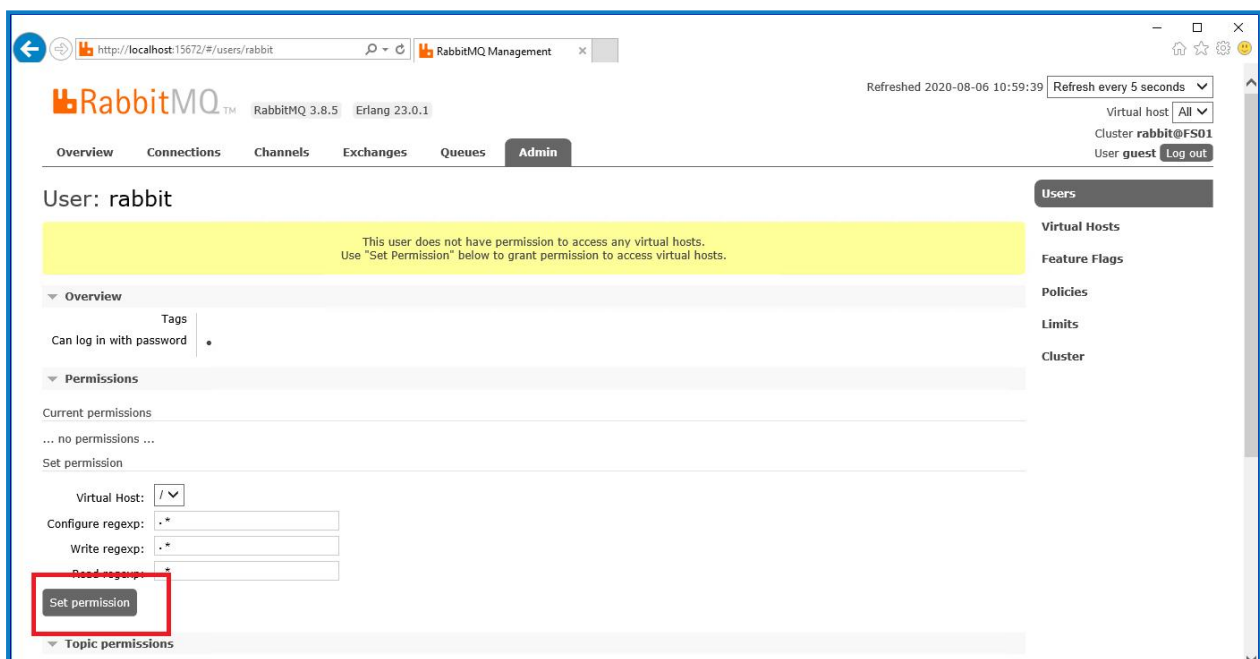 http://localhost:15672/#/users/rabbit
RabbitMQ Management
RabbitMQ TM
RabbitMQ 3.8.5
Erlang 23.0.1
Refreshed 2020-08-06 10:59:39
Refresh every 5 seconds
Virtual host All
Cluster rabbit@FS01
User guest Log out
Overview Connections Channels Exchanges Queues Admin
User: rabbit
This user does not have permission to access any virtual hosts.
Use "Set Permission" below to grant permission to access virtual hosts.
Overview
Tags
Can log in with password •
Permissions
Current permissions
... no permissions ...
Set permission
Virtual Host: /
Configure regexp: .*
Write regexp: .*
Read regexp: .*
Set permission
Topic permissions
Users
Virtual Hosts
Feature Flags
Policies
Limits
Cluster